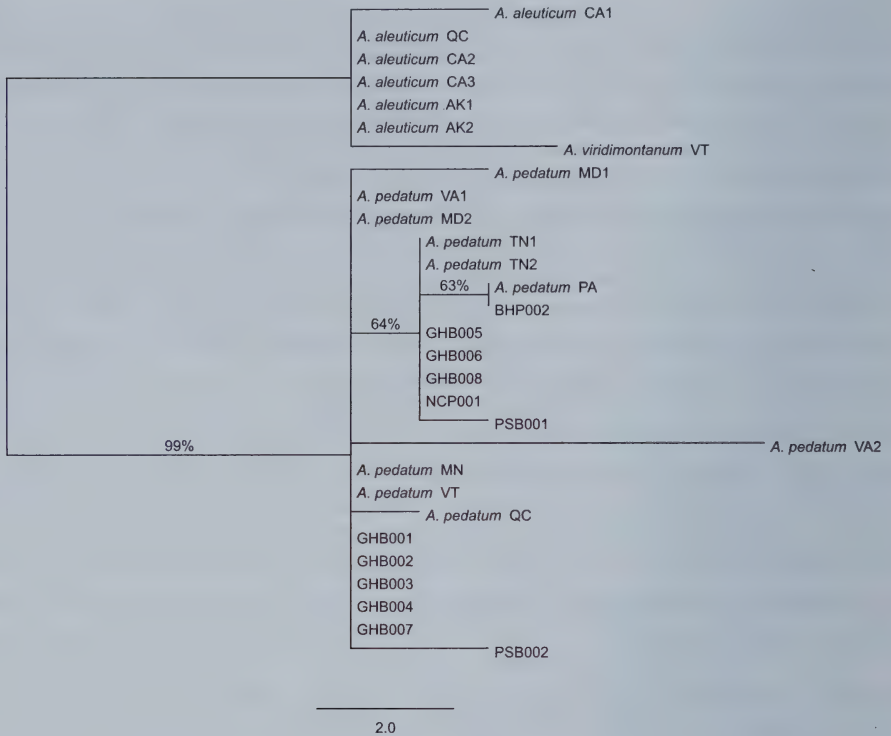 A. aleuticum CA1
A. aleuticum QC
A. aleuticum CA2
A. aleuticum CA3
A. aleuticum AK1
A. aleuticum AK2
A. viridimontanum VT
A. pedatum MD1
A. pedatum VA1
A. pedatum MD2
A. pedatum TN1
A. pedatum TN2
63%
A. pedatum PA
BHP002
64%
GHB005
GHB006
GHB008
NCP001
PSB001
99%
A. pedatum VA2
A. pedatum MN
A. pedatum VT
A. pedatum QC
GHB001
GHB002
GHB003
GHB004
GHB007
PSB002
2.0